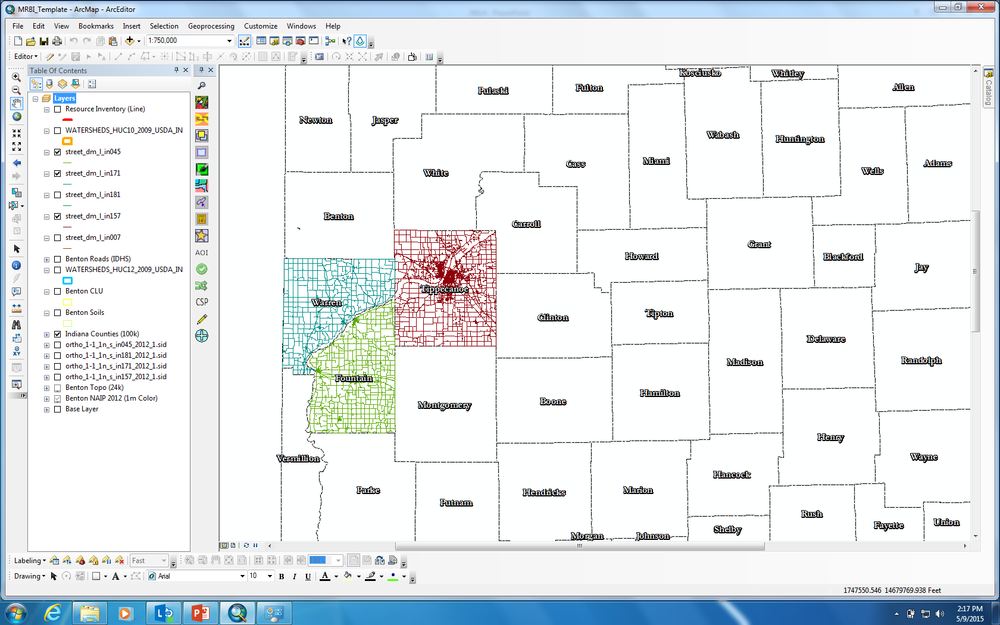 MRBI_Template - ArcMap - ArcEditor
File Edit View Bookmarks Insert Selection Geoprocessing Customize Windows Help
1:750,000
Editor
Table Of Contents
Layers
Resource Inventory (Line)
WATERSHEDS_HUC10_2009_USDA_IN
street_dm_l_in045
street_dm_l_in171
street_dm_l_in181
street_dm_l_in157
street_dm_l_in007
Benton Roads (IDHS)
WATERSHEDS_HUC12_2009_USDA_IN
Benton CLU
Benton Soils
Indiana Counties (100k)
ortho_1-1_1n_s_in045_2012_1.sid
ortho_1-1_1n_s_in181_2012_1.sid
ortho_1-1_1n_s_in171_2012_1.sid
ortho_1-1_1n_s_in157_2012_1.sid
Benton Topo (24k)
Benton NAIP 2012 (1m Color)
Base Layer
AOI
CSP
XY
Catalog
Kosciusko Whitley
Pulaski Fulton Allen
Newton Jasper Wabash Huntington
White Cass Miami Wells Adams
Benton Carroll Grant
Howard Blackford Jay
Tippecanoe
Warren Clinton Tipton
Delaware
Fountain Madison Randolph
Montgomery Boone Hamilton
Henry
Vermillion Wayne
Parke Putnam Hendricks Marion Hancock
Rush
Morgan Johnson Shelby Fayette Union
Labeling Fast 100%
Drawing Arial 10 B I U A
1747550.546 14679769.938 Feet
2:17 PM
5/9/2015